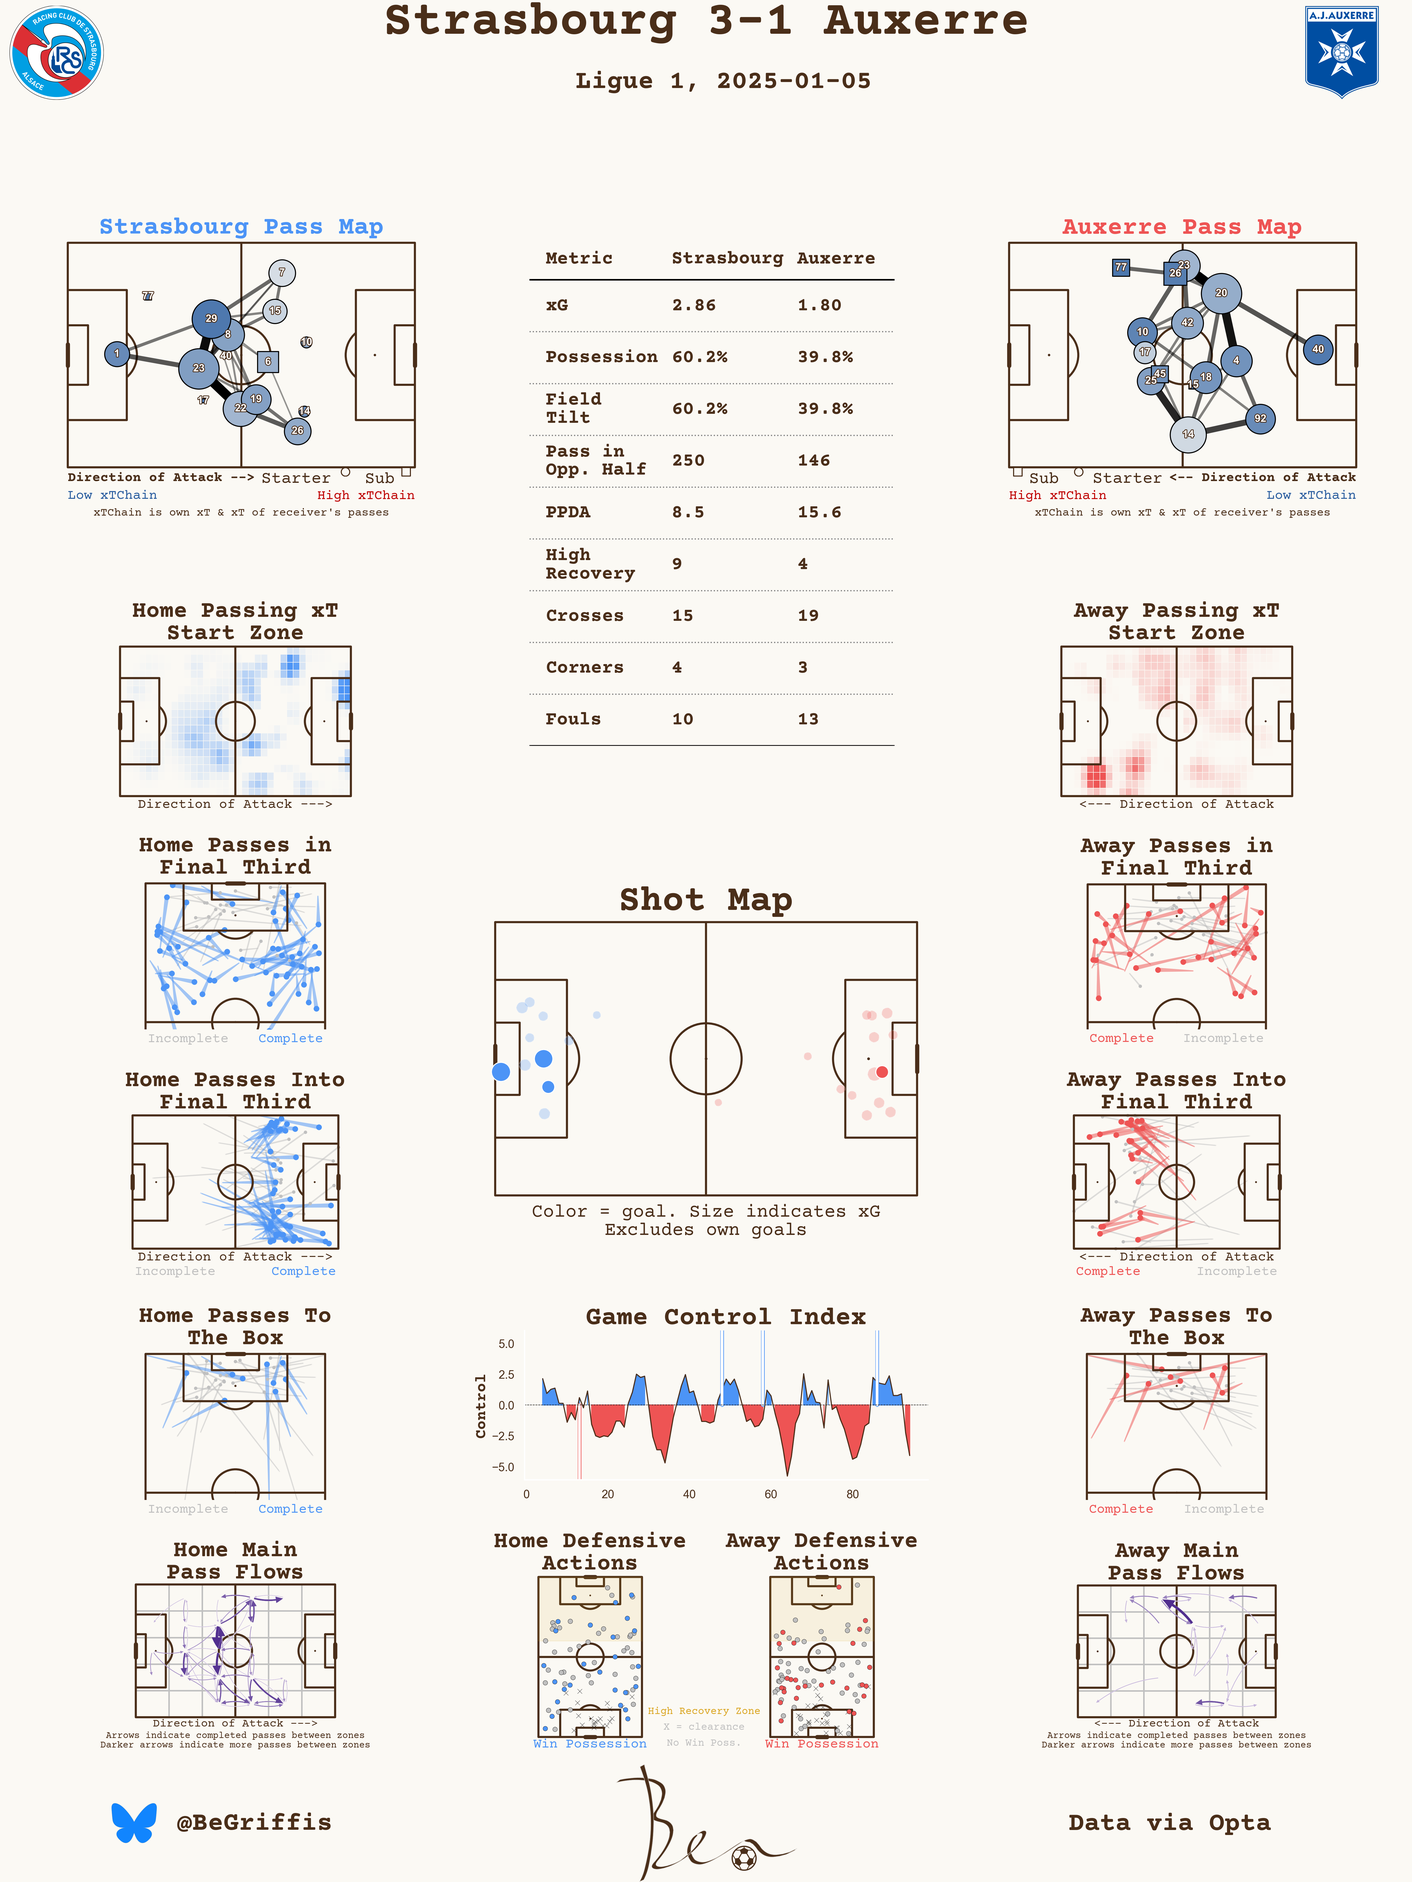 Strasbourg 3-1 Auxerre
Ligue 1, 2025-01-05
RACING CLUB DE STRASBOURG
ALSACE
RCS
A.J.AUXERRE
Strasbourg Pass Map
7
77
15
29
8
10
1
40
6
23
17
19
22
14
26
Direction of Attack --> Starter Sub
Low xTChain High xTChain
xTChain is own xT & xT of receiver's passes
Metric Strasbourg Auxerre
xG 2.86 1.80
Possession 60.2% 39.8%
Field
Tilt 60.2% 39.8%
Pass in
Opp. Half 250 146
PPDA 8.5 15.6
High
Recovery 9 4
Crosses 15 19
Corners 4 3
Fouls 10 13
Auxerre Pass Map
77
23
26
20
42
10
17
40
4
45
25
18
15
92
14
Sub Starter <-- Direction of Attack
High xTChain Low xTChain
xTChain is own xT & xT of receiver's passes
Home Passing xT
Start Zone
Direction of Attack --->
Away Passing xT
Start Zone
<--- Direction of Attack
Home Passes in
Final Third
Incomplete Complete
Away Passes in
Final Third
Complete Incomplete
Shot Map
Color = goal. Size indicates xG
Excludes own goals
Home Passes Into
Final Third
Direction of Attack --->
Incomplete Complete
Away Passes Into
Final Third
<--- Direction of Attack
Complete Incomplete
Home Passes To
The Box
Incomplete Complete
Game Control Index
Control
5.0
2.5
0.0
−2.5
−5.0
0 20 40 60 80
Away Passes To
The Box
Complete Incomplete
Home Main
Pass Flows
Direction of Attack --->
Arrows indicate completed passes between zones
Darker arrows indicate more passes between zones
Home Defensive
Actions
Win Possession
High Recovery Zone
X = clearance
No Win Poss.
Away Defensive
Actions
Win Possession
Away Main
Pass Flows
<--- Direction of Attack
Arrows indicate completed passes between zones
Darker arrows indicate more passes between zones
@BeGriffis
Ben
Data via Opta